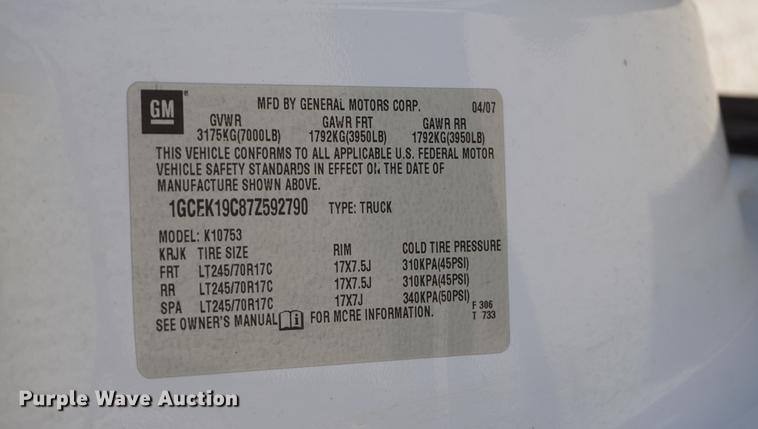 GM
MFD BY GENERAL MOTORS CORP. 04/07
GVWR GAWR FRT GAWR RR
3175KG(7000LB) 1792KG(3950LB) 1792KG(3950LB)
THIS VEHICLE CONFORMS TO ALL APPLICABLE U.S. FEDERAL MOTOR
VEHICLE SAFETY STANDARDS IN EFFECT ON THE DATE OF
MANUFACTURE SHOWN ABOVE.
1GCEK19C87Z592790 TYPE: TRUCK
MODEL: K10753
KRJK TIRE SIZE RIM COLD TIRE PRESSURE
FRT LT245/70R17C 17X7.5J 310KPA(45PSI)
RR LT245/70R17C 17X7.5J 310KPA(45PSI)
SPA LT245/70R17C 17X7J 340KPA(50PSI)
SEE OWNER'S MANUAL i FOR MORE INFORMATION.
F 306
T 733
Purple Wave Auction